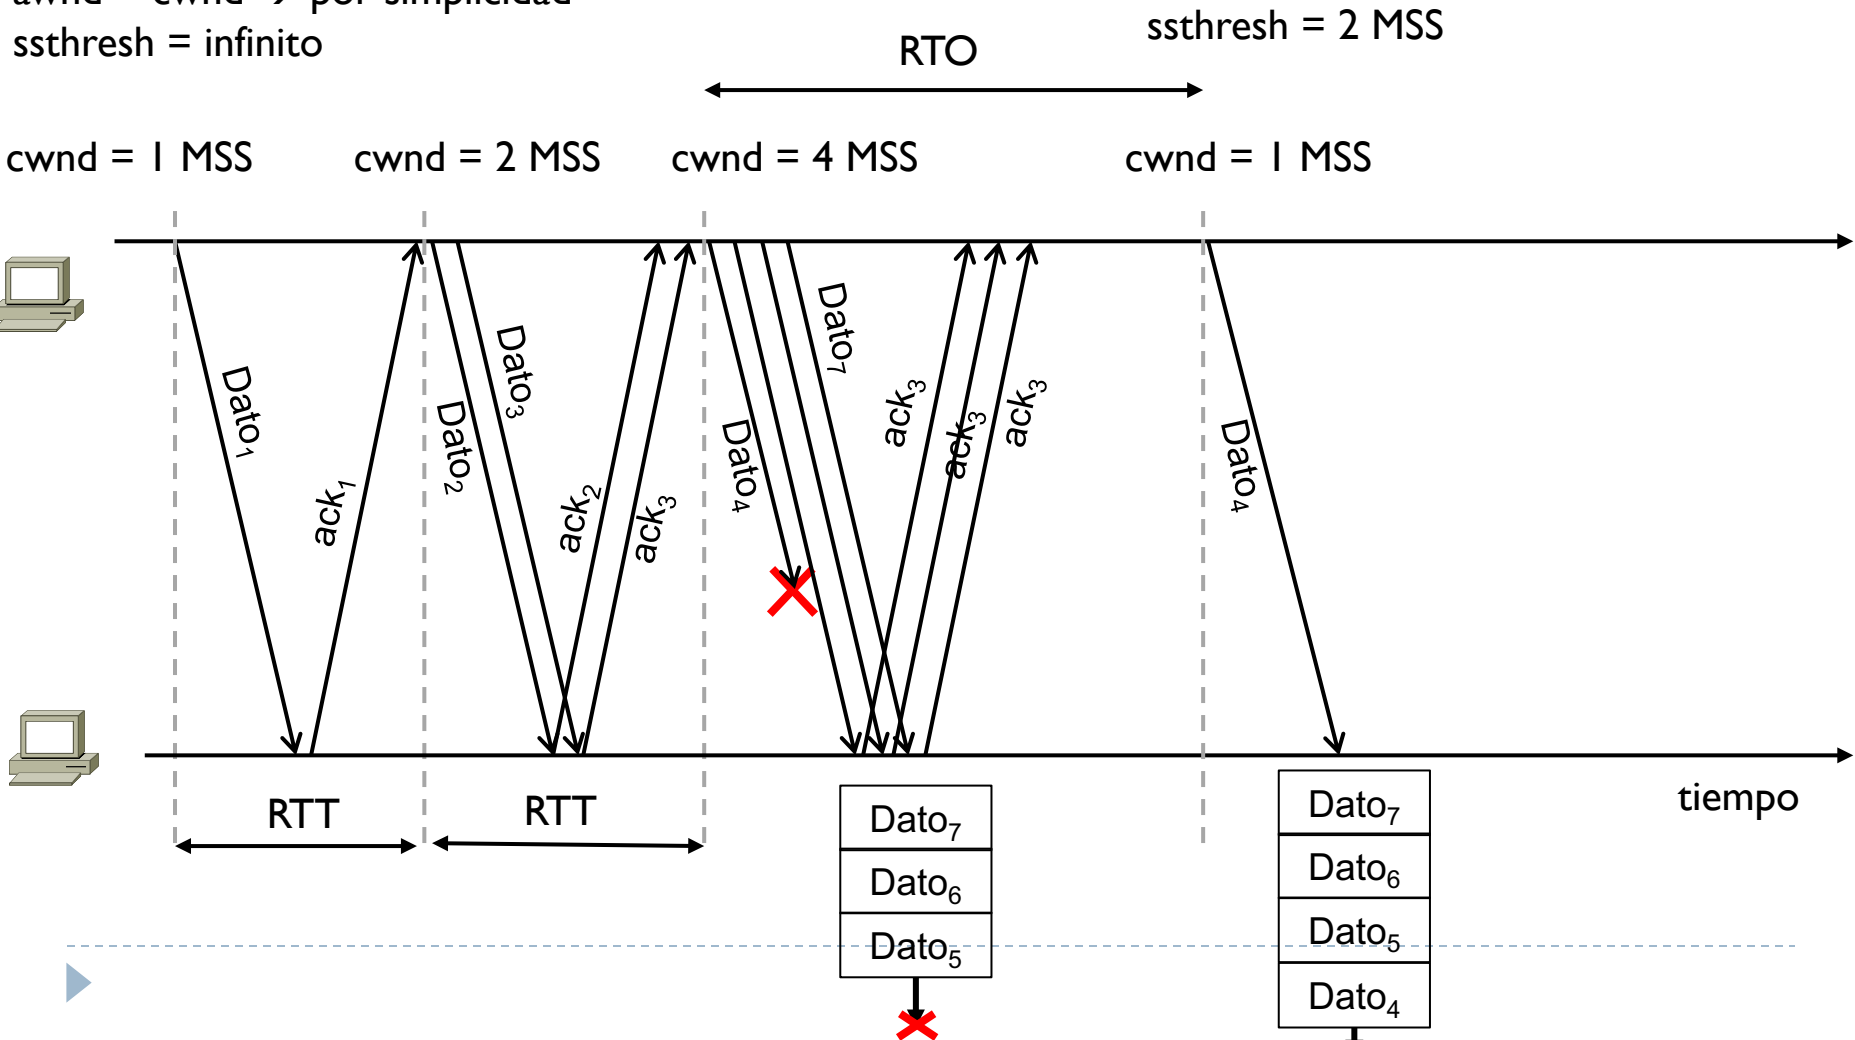 ssthresh = infinito
ssthresh = 2 MSS
RTO
cwnd = 1 MSS
cwnd = 2 MSS
cwnd = 4 MSS
cwnd = 1 MSS
Dato1
ack1
Dato2
Dato3
ack2
ack3
Dato4
Dato7
ack3
ack3
ack3
Dato4
RTT
RTT
tiempo
Dato7
Dato6
Dato5
Dato7
Dato6
Dato5
Dato4